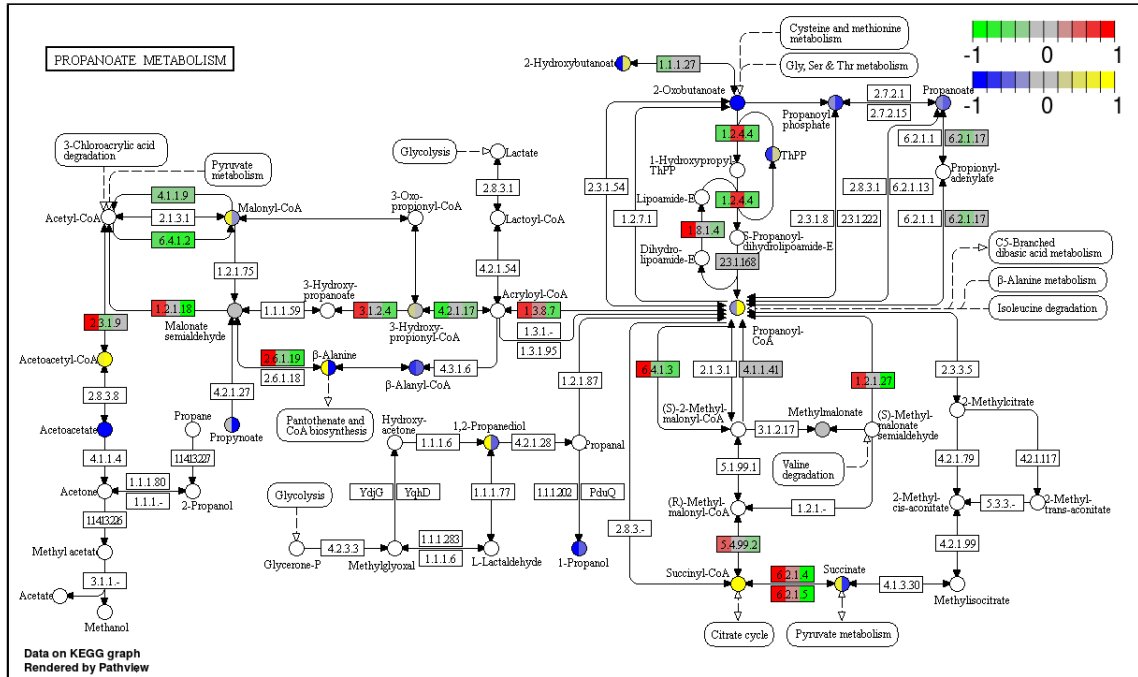 PROPANOATE METABOLISM
Cysteine and methionine
metabolism
Gly, Ser & Thr metabolism
-1 0 1
-1 0 1
2-Hydroxybutanoate
1.1.1.27
2-Oxobutanoate
Propanoyl
phosphate
2.7.2.1
2.7.2.15
Propanoate
3-Chloroacrylic acid
degradation
Pyruvate
metabolism
Glycolysis
Lactate
1.2.4.4
ThPP
6.2.1.1
6.2.1.17
1-Hydroxypropyl-
ThPP
Propionyl-
adenylate
2.8.3.1
2.3.1.54
Lipoamide-E
1.2.4.4
2.8.3.1
6.2.1.13
4.1.1.9
Acetyl-CoA
2.1.3.1
Malonyl-CoA
6.4.1.2
3-Oxo-
propionyl-CoA
Lactoyl-CoA
1.2.7.1
1.8.1.4
2.3.1.8
2.3.1.222
6.2.1.1
6.2.1.17
S-Propanoyl-
dihydrolipoamide-E
Dihydro-
lipoamide-E
2.3.1.168
C5-Branched
dibasic acid metabolism
β-Alanine metabolism
Isoleucine degradation
1.2.1.75
4.2.1.54
3-Hydroxy-
propanoate
Acryloyl-CoA
1.2.1.18
Malonate
semialdehyde
1.1.1.59
3.1.2.4
3-Hydroxy-
propionyl-CoA
4.2.1.17
1.3.8.7
1.3.1.-
1.3.1.95
Propanoyl-
CoA
2.3.1.9
Acetoacetyl-CoA
2.6.1.19
2.6.1.18
β-Alanine
β-Alanyl-CoA
4.3.1.6
1.2.1.87
6.4.1.3
2.1.3.1
4.1.1.41
1.2.1.27
2.3.3.5
2.8.3.8
4.2.1.27
Propynoate
Pantothenate and
CoA biosynthesis
(S)-2-Methyl-
malonyl-CoA
3.1.2.17
Methylmalonate
(S)-Methyl-
malonate
semialdehyde
2-Methylcitrate
Acetoacetate
Propane
Hydroxy-
acetone
1.1.1.6
1,2-Propanediol
4.2.1.28
Propanal
Valine
degradation
4.1.1.4
1.14.13.227
5.1.99.1
4.2.1.79
4.2.1.117
Acetone
1.1.1.80
1.1.1.-
2-Propanol
Glycolysis
YdjG
YqhD
1.1.1.77
1.1.1.202
PduQ
(R)-Methyl-
malonyl-CoA
1.2.1.-
2-Methyl-
cis-aconitate
5.3.3.-
2-Methyl-
trans-aconitate
1.14.13.226
Methyl acetate
Glycerone-P
4.2.3.3
Methylglyoxal
1.1.1.283
1.1.1.6
L-Lactaldehyde
1-Propanol
2.8.3.-
5.4.99.2
4.2.1.99
3.1.1.-
Acetate
Methanol
Succinyl-CoA
6.2.1.4
6.2.1.5
Succinate
4.1.3.30
Methylisocitrate
Citrate cycle
Pyruvate metabolism
Data on KEGG graph
Rendered by Pathview